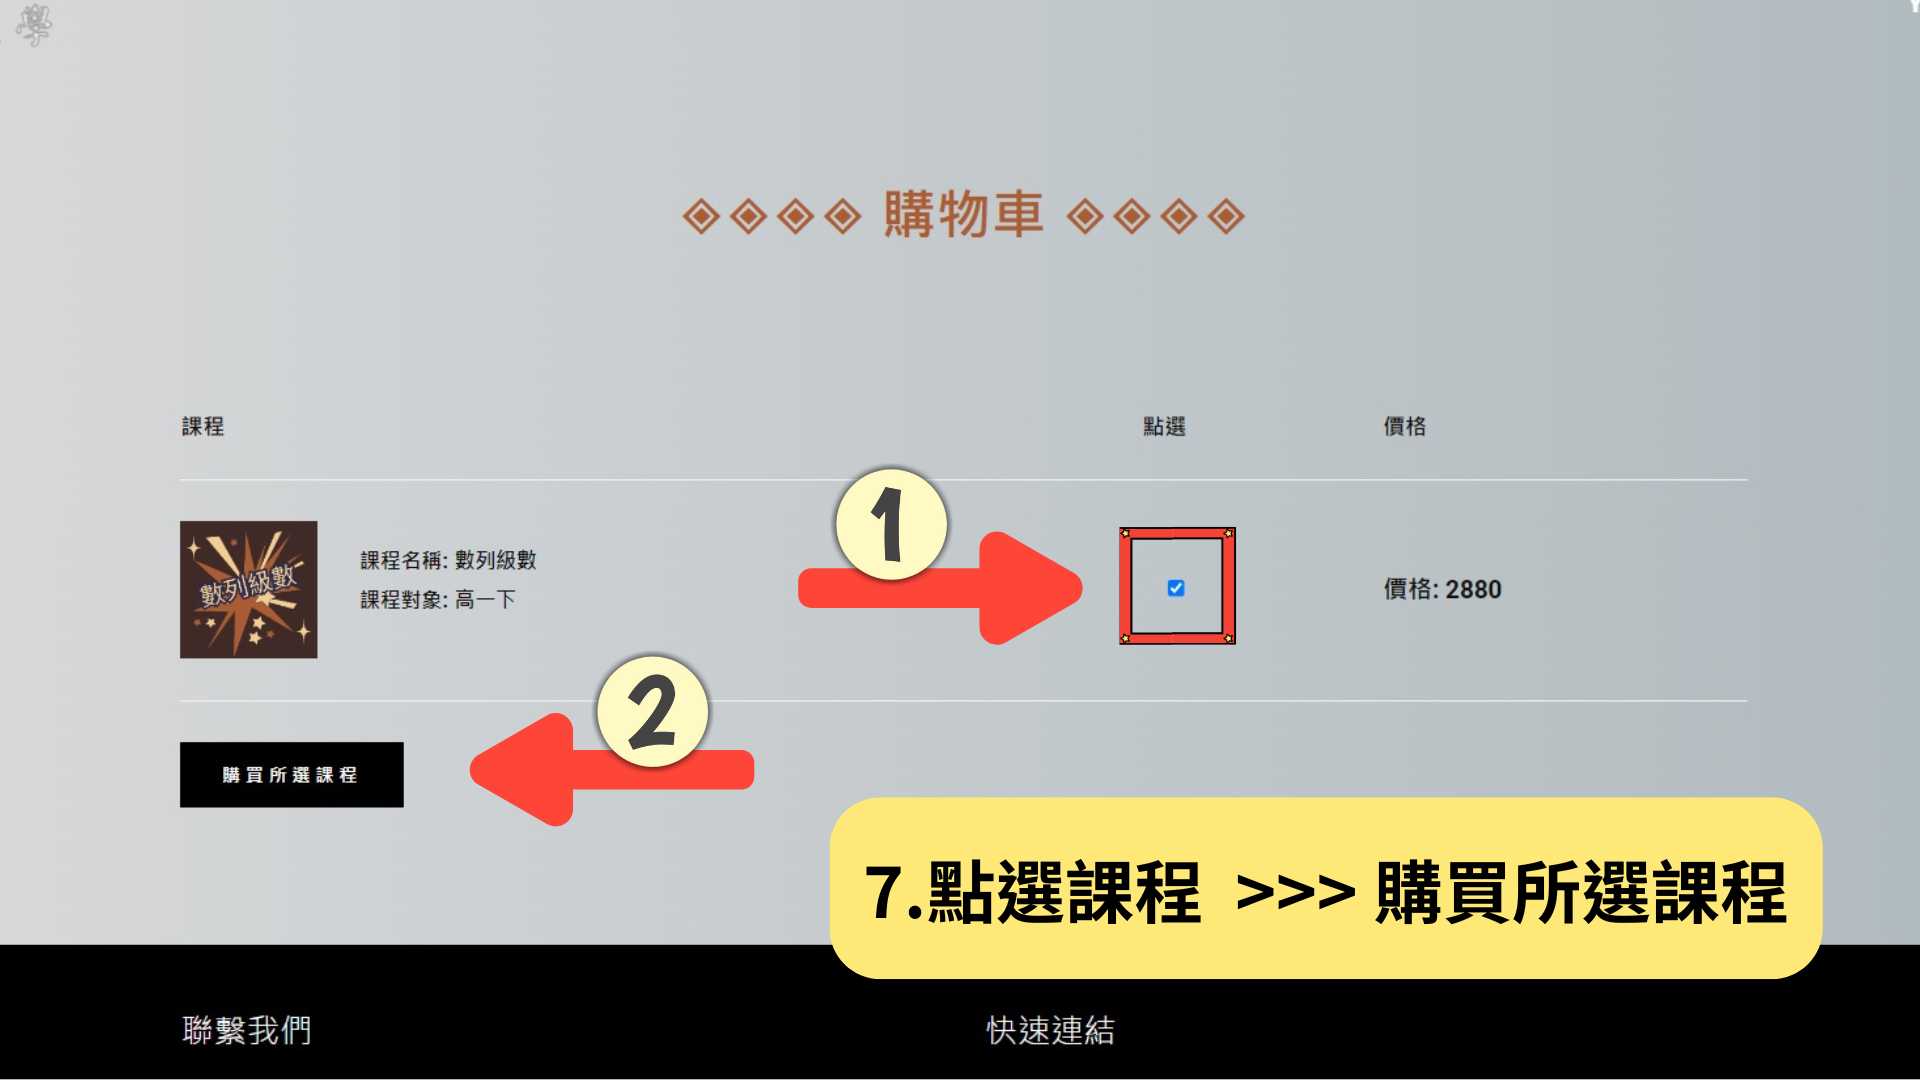 學
◈◈◈◈ 購物車 ◈◈◈◈
課程
點選
價格
1
數列級數
課程名稱: 數列級數
課程對象: 高一下
價格: 2880
2
購買所選課程
7.點選課程 >>> 購買所選課程
聯繫我們
快速連結